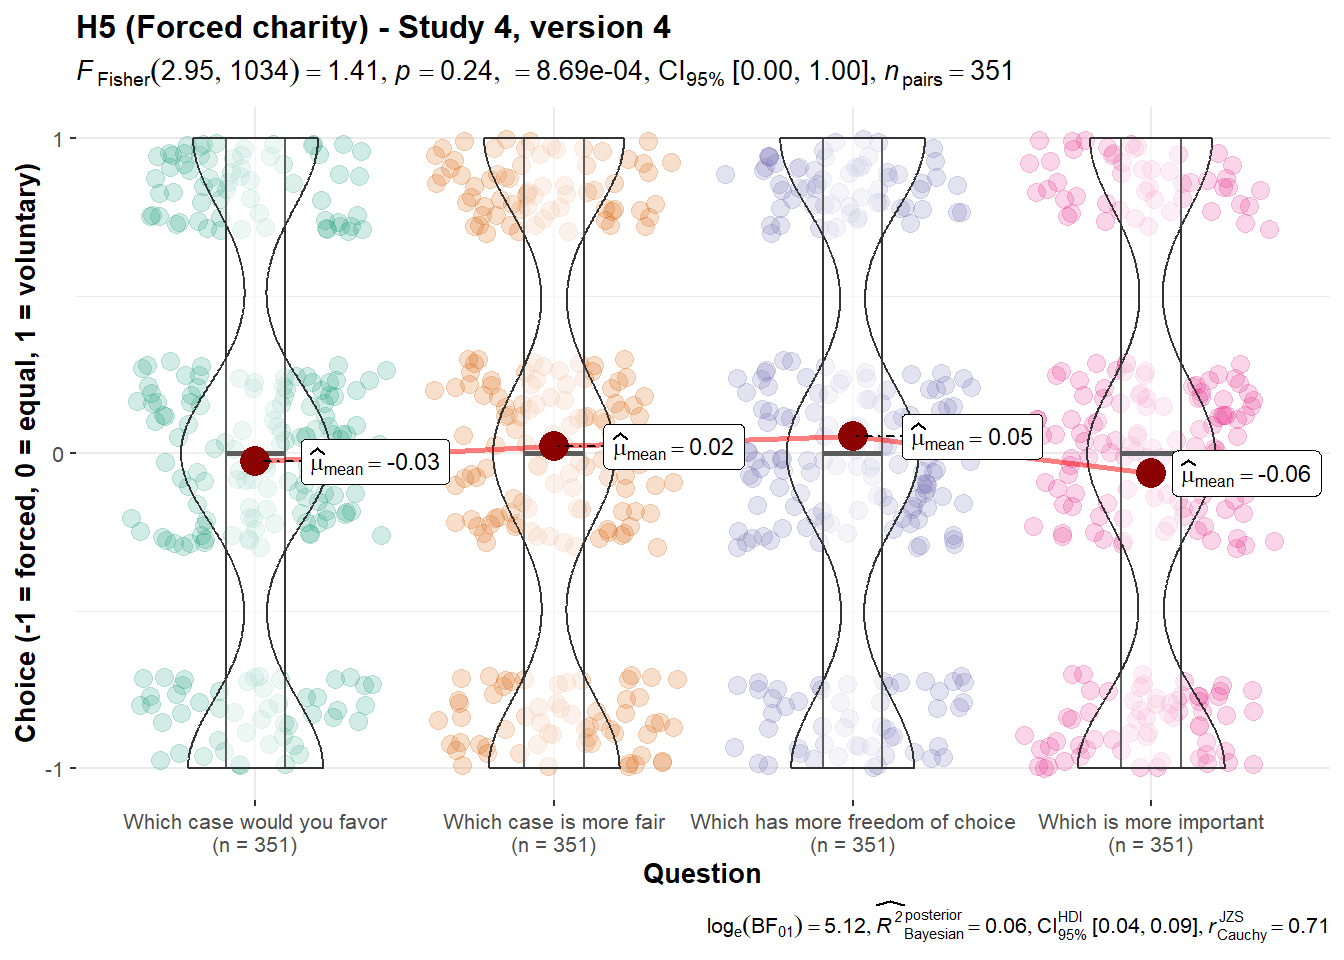 H5 (Forced charity) - Study 4, version 4
F Fisher(2.95, 1034) = 1.41, p = 0.24, = 8.69e-04, CI95% [0.00, 1.00], n pairs = 351
Choice (-1 = forced, 0 = equal, 1 = voluntary)
1
0
-1
μ̂mean = -0.03
μ̂mean = 0.02
μ̂mean = 0.05
μ̂mean = -0.06
Which case would you favor
(n = 351)
Which case is more fair
(n = 351)
Which has more freedom of choice
(n = 351)
Which is more important
(n = 351)
Question
loge(BF01) = 5.12, R̂2 posterior Bayesian = 0.06, CI HDI 95% [0.04, 0.09], r JZS Cauchy = 0.71